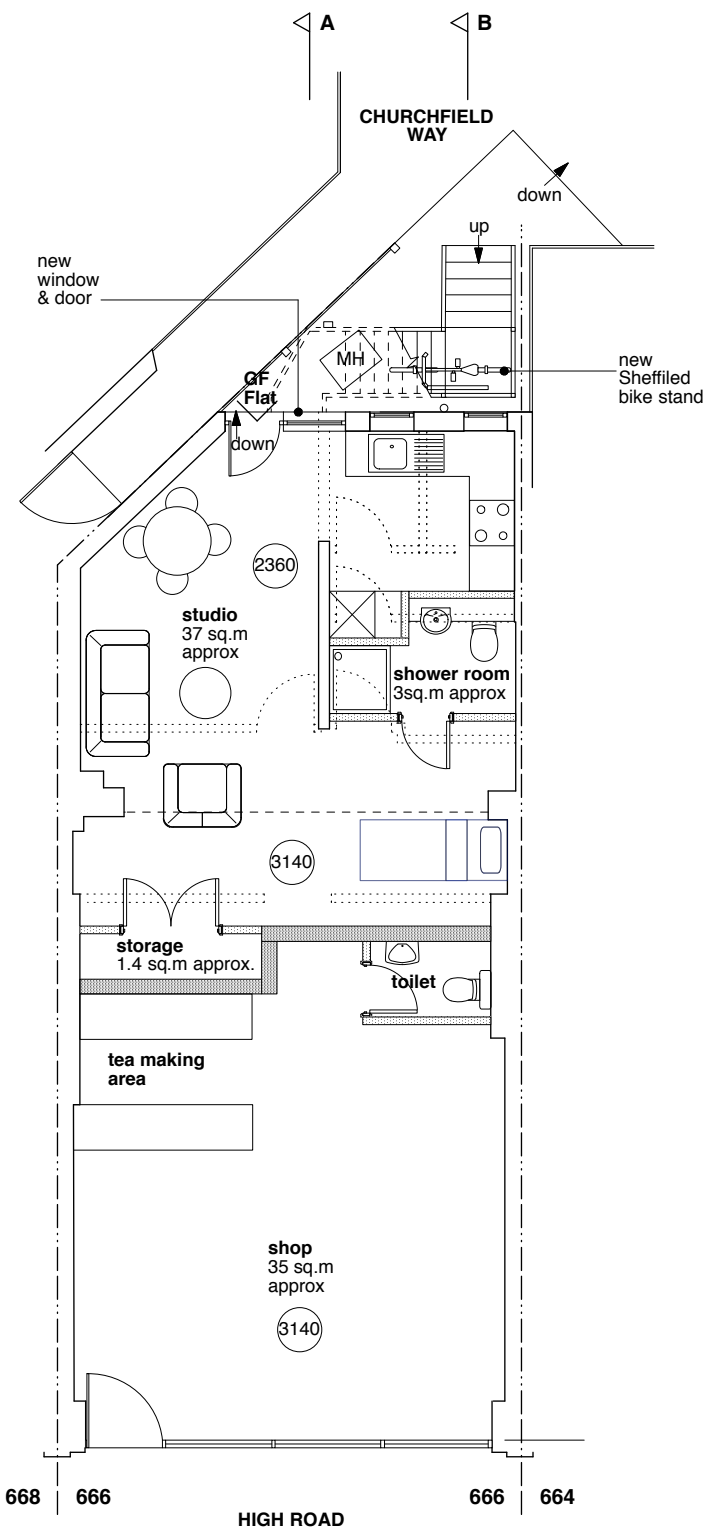 A
B
CHURCHFIELD
WAY
down
up
new
window
& door
MH
GF
Flat
new
Sheffiled
bike stand
down
2360
studio
37 sq.m
approx
shower room
3sq.m approx
3140
storage
1.4 sq.m approx.
toilet
tea making
area
shop
35 sq.m
approx
3140
668
666
666
664
HIGH ROAD